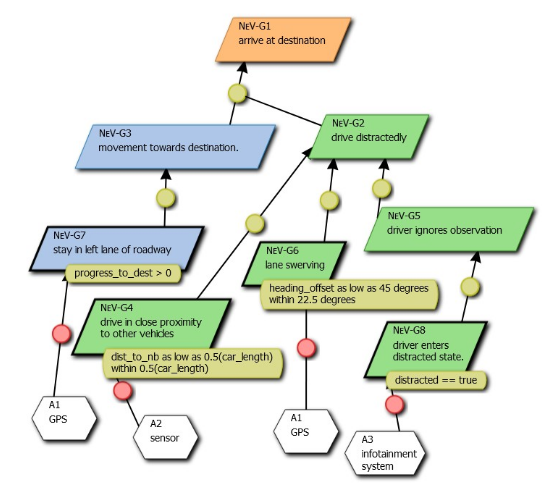 NEV-G1
arrive at destination
NEV-G2
drive distractedly
NEV-G3
movement towards destination.
NEV-G5
driver ignores observation
NEV-G7
stay in left lane of roadway
progress_to_dest > 0
NEV-G6
lane swerving
heading_offset as low as 45 degrees
within 22.5 degrees
NEV-G4
drive in close proximity
to other vehicles
dist_to_nb as low as 0.5(car_length)
within 0.5(car_length)
NEV-G8
driver enters
distracted state.
distracted == true
A1
GPS
A2
sensor
A1
GPS
A3
infotainment
system